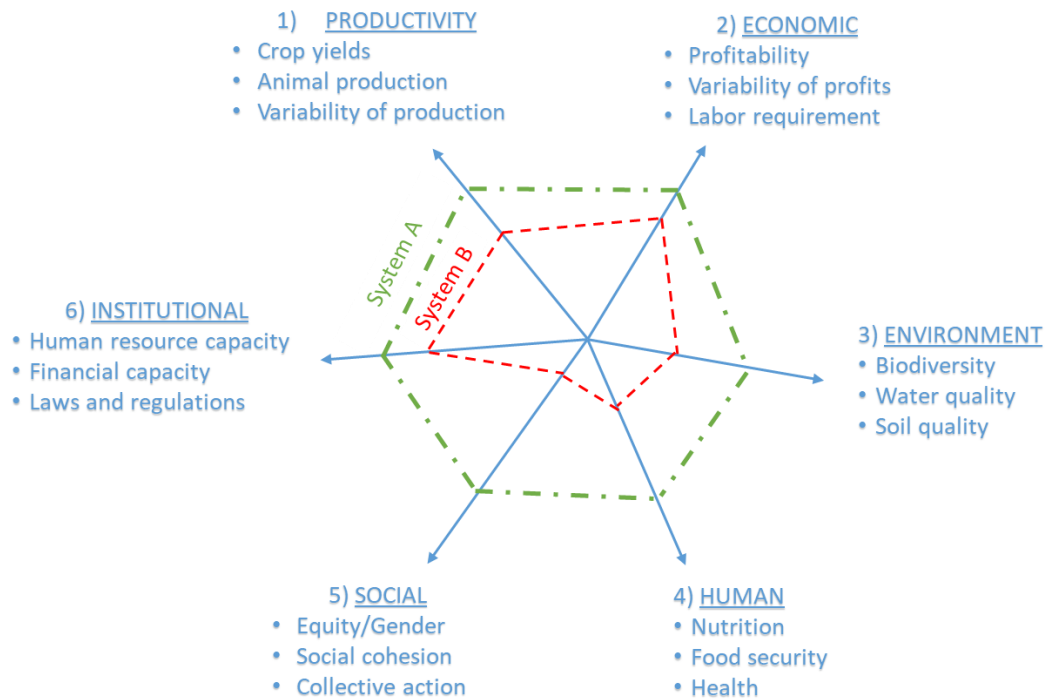 1) PRODUCTIVITY
• Crop yields
• Animal production
• Variability of production
2) ECONOMIC
• Profitability
• Variability of profits
• Labor requirement
System A
System B
6) INSTITUTIONAL
• Human resource capacity
• Financial capacity
• Laws and regulations
3) ENVIRONMENT
• Biodiversity
• Water quality
• Soil quality
5) SOCIAL
• Equity/Gender
• Social cohesion
• Collective action
4) HUMAN
• Nutrition
• Food security
• Health